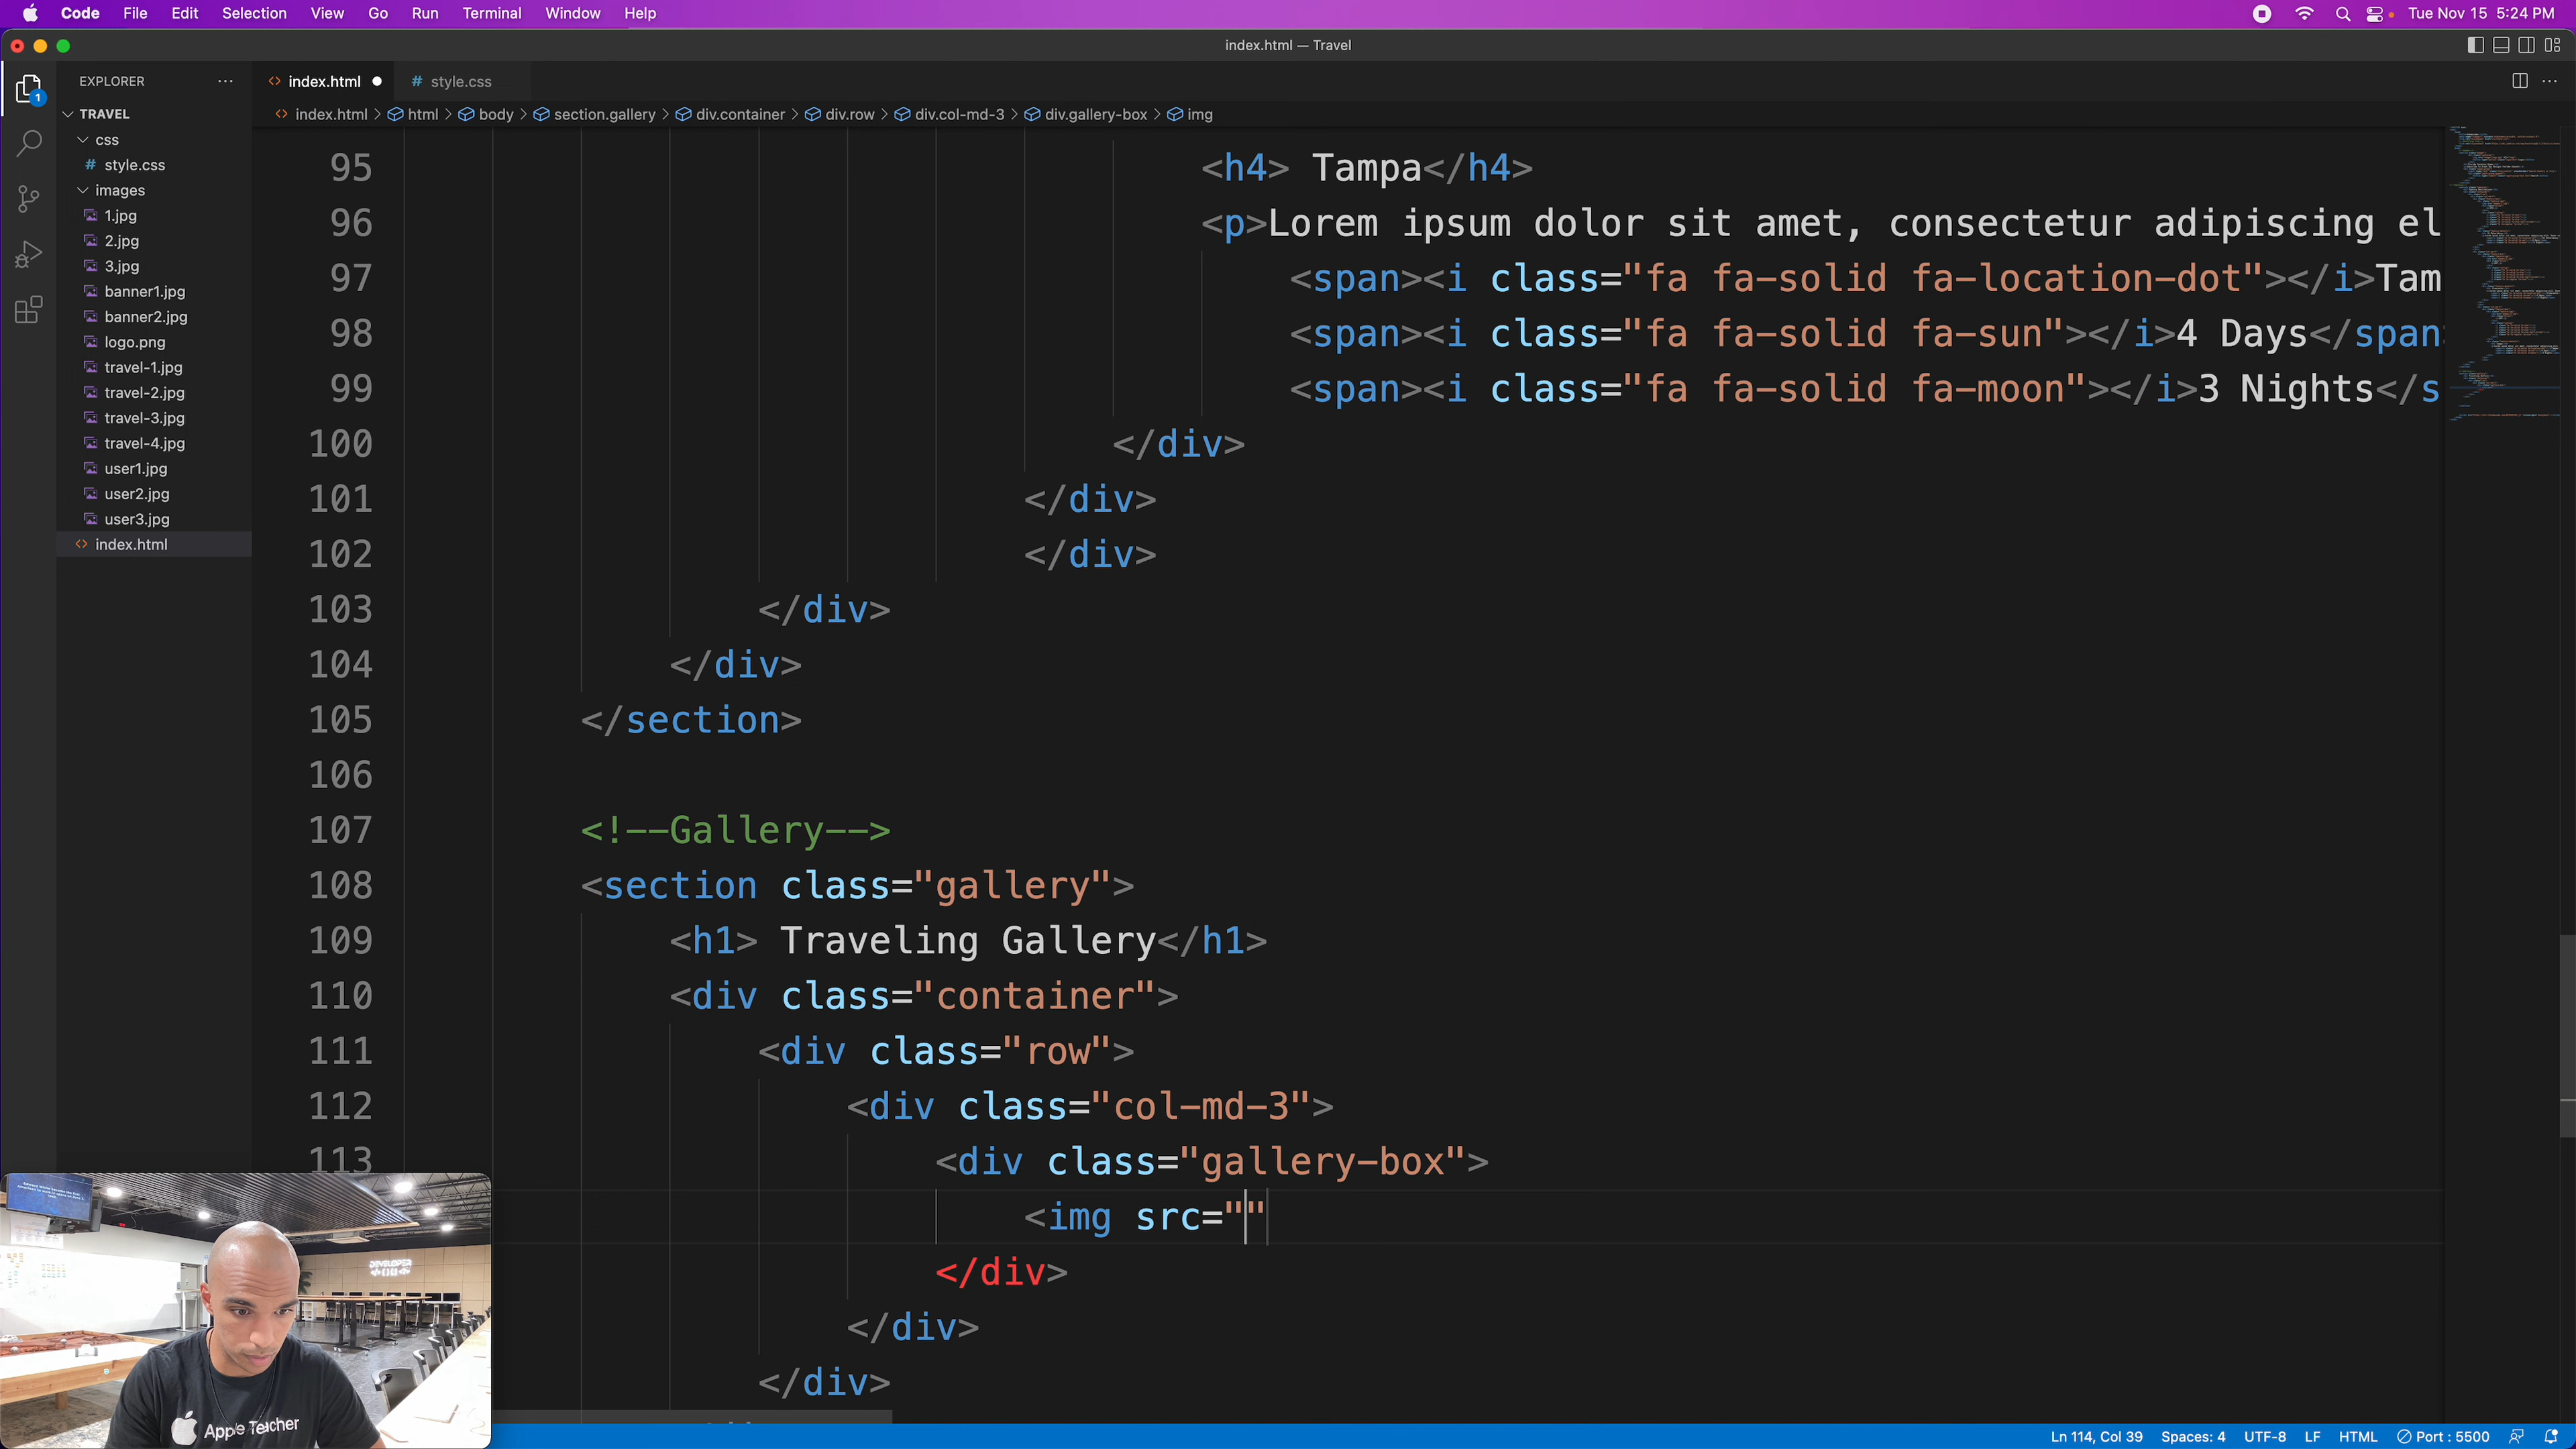 Code File Edit Selection View Go Run Terminal Window Help Tue Nov 15 5:24 PM
index.html — Travel
EXPLORER ···
index.html
# style.css
1
index.html > html > body > section.gallery > div.container > div.row > div.col-md-3 > div.gallery-box > img
TRAVEL
css
# style.css
images
1.jpg
2.jpg
3.jpg
banner1.jpg
banner2.jpg
logo.png
travel-1.jpg
travel-2.jpg
travel-3.jpg
travel-4.jpg
user1.jpg
user2.jpg
user3.jpg
index.html
95 <h4> Tampa</h4>
96 <p>Lorem ipsum dolor sit amet, consectetur adipiscing el
97 <span><i class="fa fa-solid fa-location-dot"></i>Tam
98 <span><i class="fa fa-solid fa-sun"></i>4 Days</span
99 <span><i class="fa fa-solid fa-moon"></i>3 Nights</s
100 </div>
101 </div>
102 </div>
103 </div>
104 </div>
105 </section>
106
107 <!--Gallery-->
108 <section class="gallery">
109 <h1> Traveling Gallery</h1>
110 <div class="container">
111 <div class="row">
112 <div class="col-md-3">
113 <div class="gallery-box">
<img src=""
</div>
</div>
</div>
DEVELOPER
Apple Teacher
Ln 114, Col 39 Spaces: 4 UTF-8 LF HTML Port : 5500